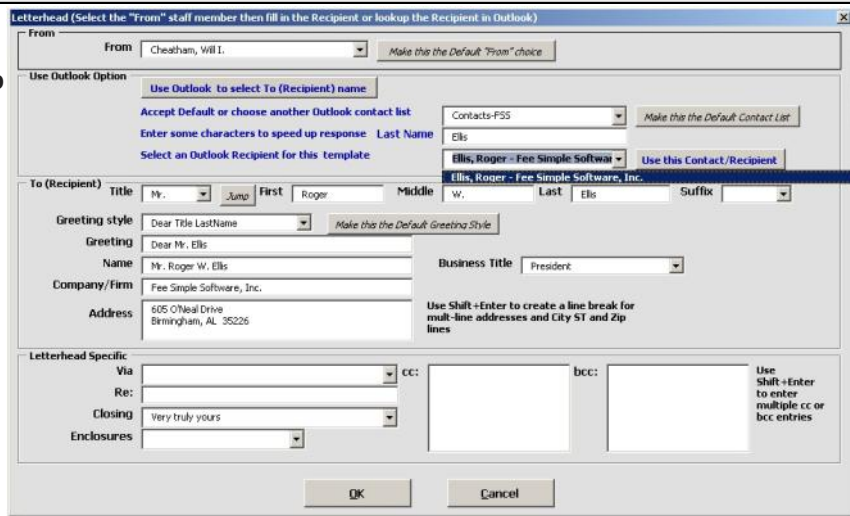 Letterhead (Select the "From" staff member then fill in the Recipient or lookup the Recipient in Outlook)
From
From Cheatham, Will I. Make this the Default "From" choice
Use Outlook Option
Use Outlook to select To (Recipient) name
Accept Default or choose another Outlook contact list Contacts-FSS Make this the Default Contact List
Enter some characters to speed up response Last Name Ellis
Select an Outlook Recipient for this template Ellis, Roger - Fee Simple Softwar Use this Contact/Recipient
Ellis, Roger - Fee Simple Software, Inc.
To (Recipient)
Title Mr. Jump First Roger Middle W. Last Ellis Suffix
Greeting style Dear Title LastName Make this the Default Greeting Style
Greeting Dear Mr. Ellis
Name Mr. Roger W. Ellis Business Title President
Company/Firm Fee Simple Software, Inc.
Address 605 O'Neal Drive
Birmingham, AL 35226
Use Shift+Enter to create a line break for
mult-line addresses and City ST and Zip
lines
Letterhead Specific
Via cc: bcc:
Re:
Closing Very truly yours
Enclosures
Use
Shift+Enter
to enter
multiple cc or
bcc entries
OK Cancel